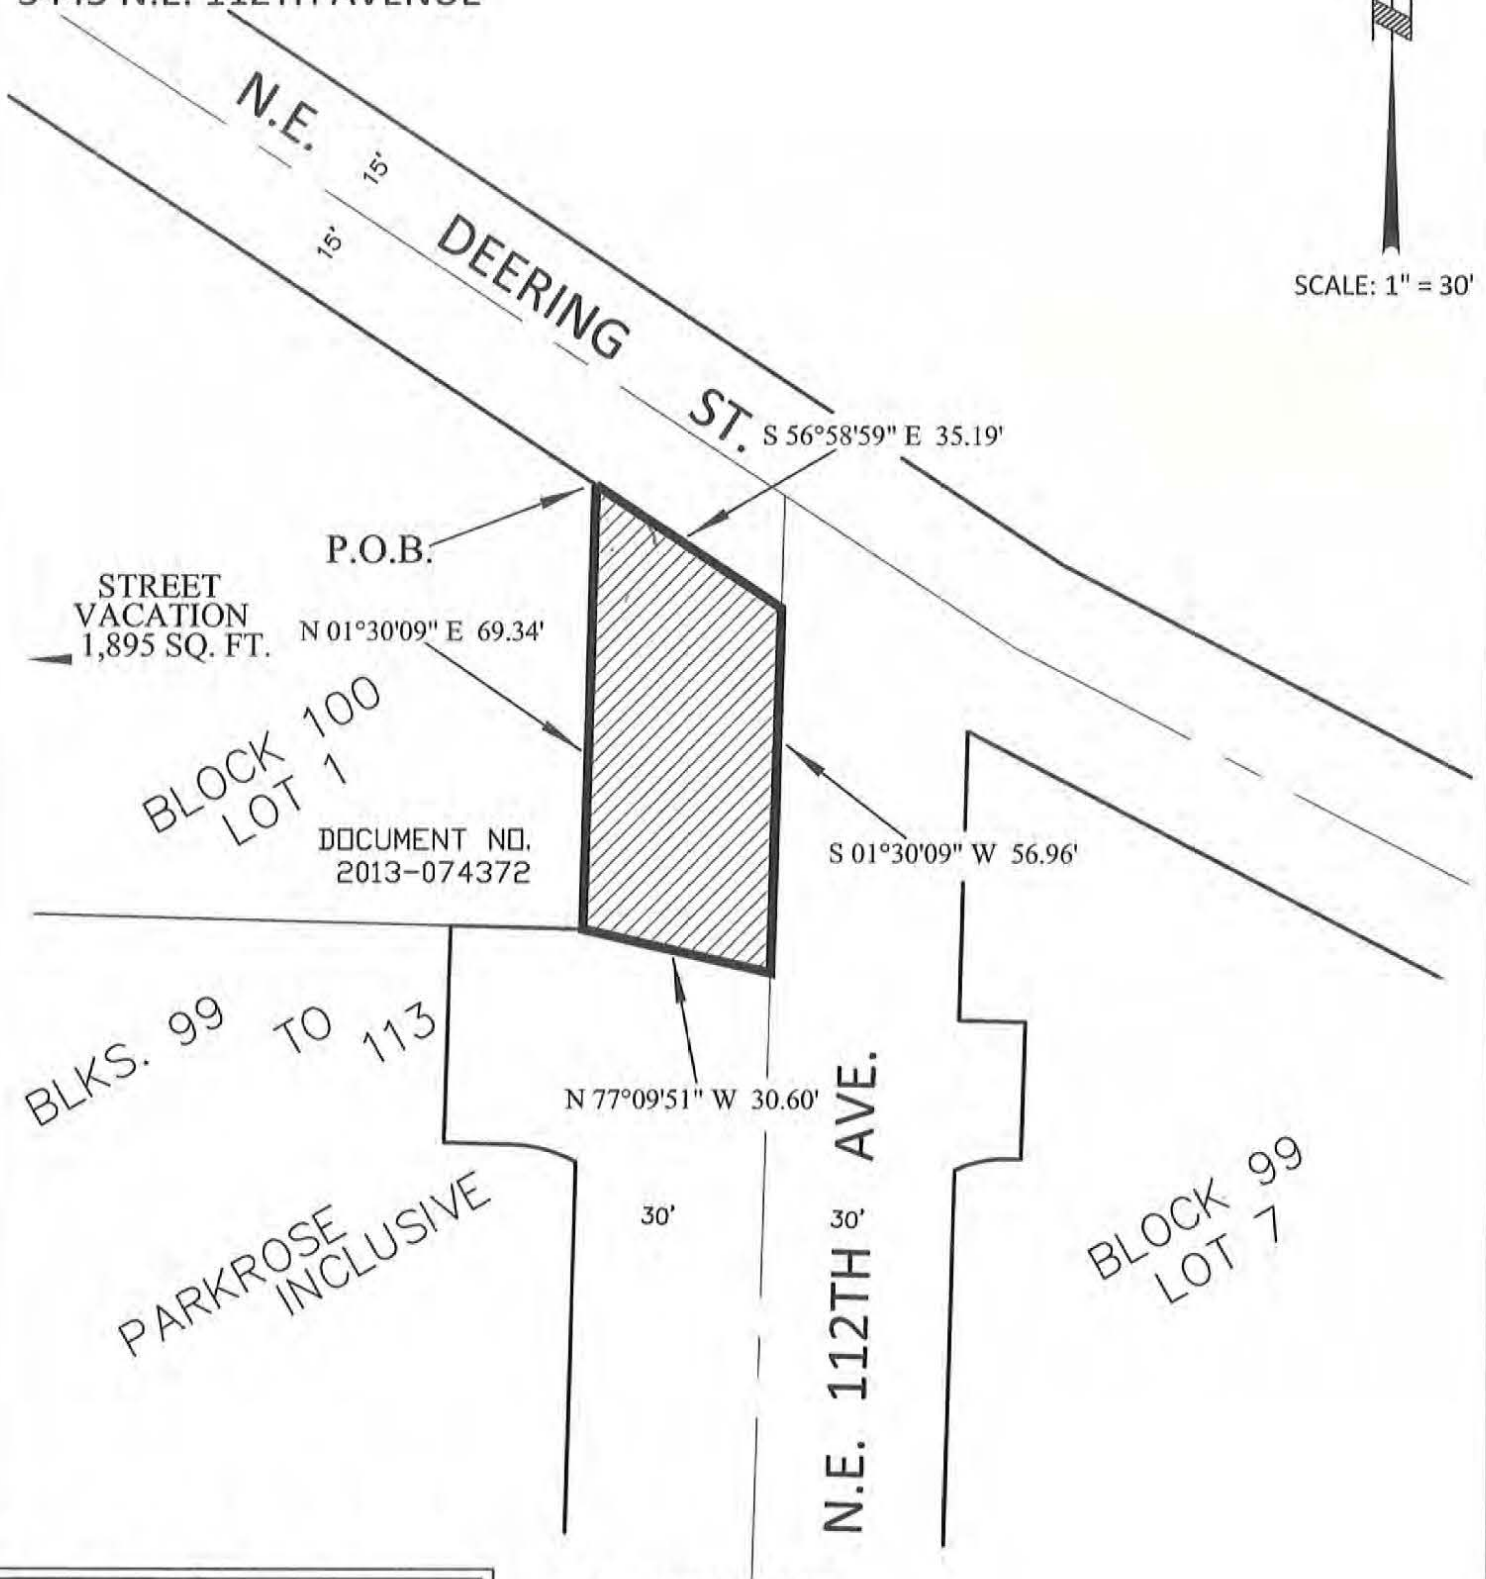 N.E. 112TH AVENUE
SCALE: 1" = 30'
N.E. DEERING ST.
15'
15'
S 56°58'59" E 35.19'
P.O.B.
STREET
VACATION
1,895 SQ. FT.
N 01°30'09" E 69.34'
BLOCK 100
LOT 1
DOCUMENT NO.
2013-074372
S 01°30'09" W 56.96'
BLKS. 99 TO 113
N 77°09'51" W 30.60'
PARKROSE
INCLUSIVE
30'
30'
N.E. 112TH AVE.
BLOCK 99
LOT 7